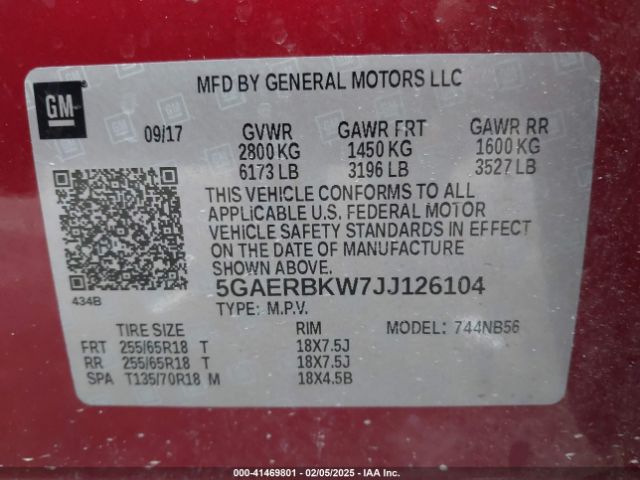 GM
MFD BY GENERAL MOTORS LLC
09/17 GVWR GAWR FRT GAWR RR
2800 KG 1450 KG 1600 KG
6173 LB 3196 LB 3527 LB
THIS VEHICLE CONFORMS TO ALL
APPLICABLE U.S. FEDERAL MOTOR
VEHICLE SAFETY STANDARDS IN EFFECT
ON THE DATE OF MANUFACTURE
SHOWN ABOVE
434B
5GAERBKW7JJ126104
TYPE: M.P.V.
TIRE SIZE RIM MODEL: 744NB56
FRT 255/65R18 T 18X7.5J
RR 255/65R18 T 18X7.5J
SPA T135/70R18 M 18X4.5B
000-41469801 - 02/05/2025 - IAA Inc.